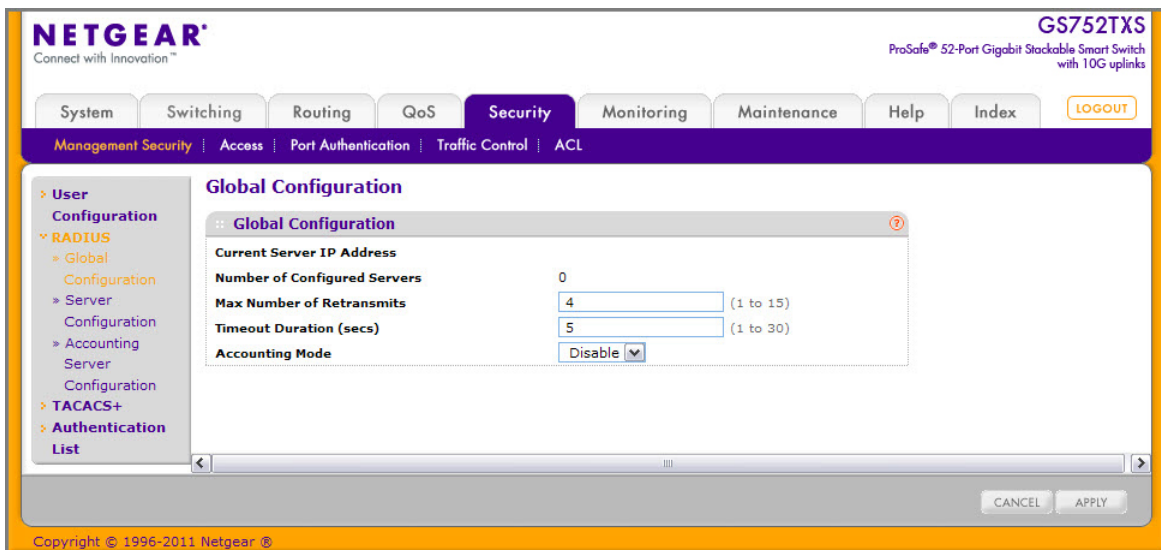 NETGEAR®
Connect with Innovation™
GS752TXS
ProSafe® 52-Port Gigabit Stackable Smart Switch
with 10G uplinks
System Switching Routing QoS Security Monitoring Maintenance Help Index LOGOUT
Management Security | Access | Port Authentication | Traffic Control | ACL
User
Configuration
RADIUS
» Global
Configuration
» Server
Configuration
» Accounting
Server
Configuration
TACACS+
Authentication
List
Global Configuration
Global Configuration ?
Current Server IP Address
Number of Configured Servers 0
Max Number of Retransmits 4 (1 to 15)
Timeout Duration (secs) 5 (1 to 30)
Accounting Mode Disable
CANCEL APPLY
Copyright © 1996-2011 Netgear ®